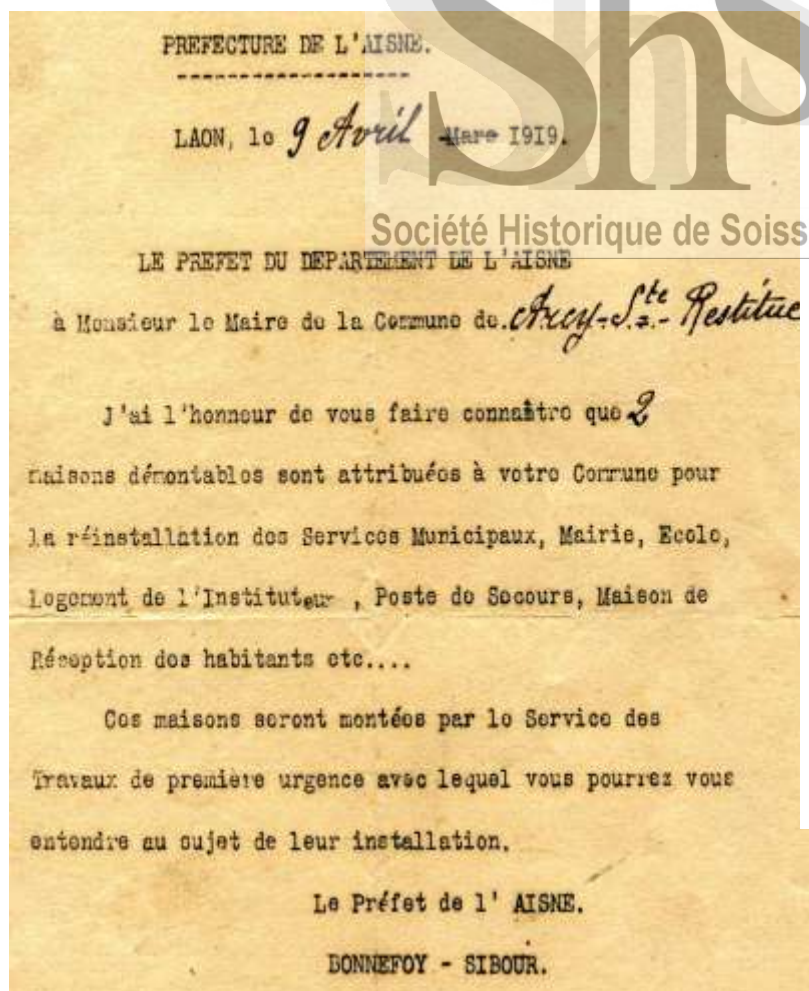 PREFECTURE DE L'AISNE.
--------------------
LAON, le 9 Avril Mars 1919.
Shs
Société Historique de Soiss
LE PREFET DU DEPARTEMENT DE L'AISNE
à Monsieur le Maire de la Commune de Arcy-Ste-Restitue
J'ai l'honneur de vous faire connaître que 2
maisons démontables sont attribuées à votre Commune pour
la réinstallation des Services Municipaux, Mairie, Ecole,
Logement de l'Instituteur , Poste de Secours, Maison de
Réception des habitants etc....
Ces maisons seront montées par le Service des
Travaux de première urgence avec lequel vous pourrez vous
entendre au sujet de leur installation.
Le Préfet de l' AISNE.
BONNEFOY - SIBOUR.